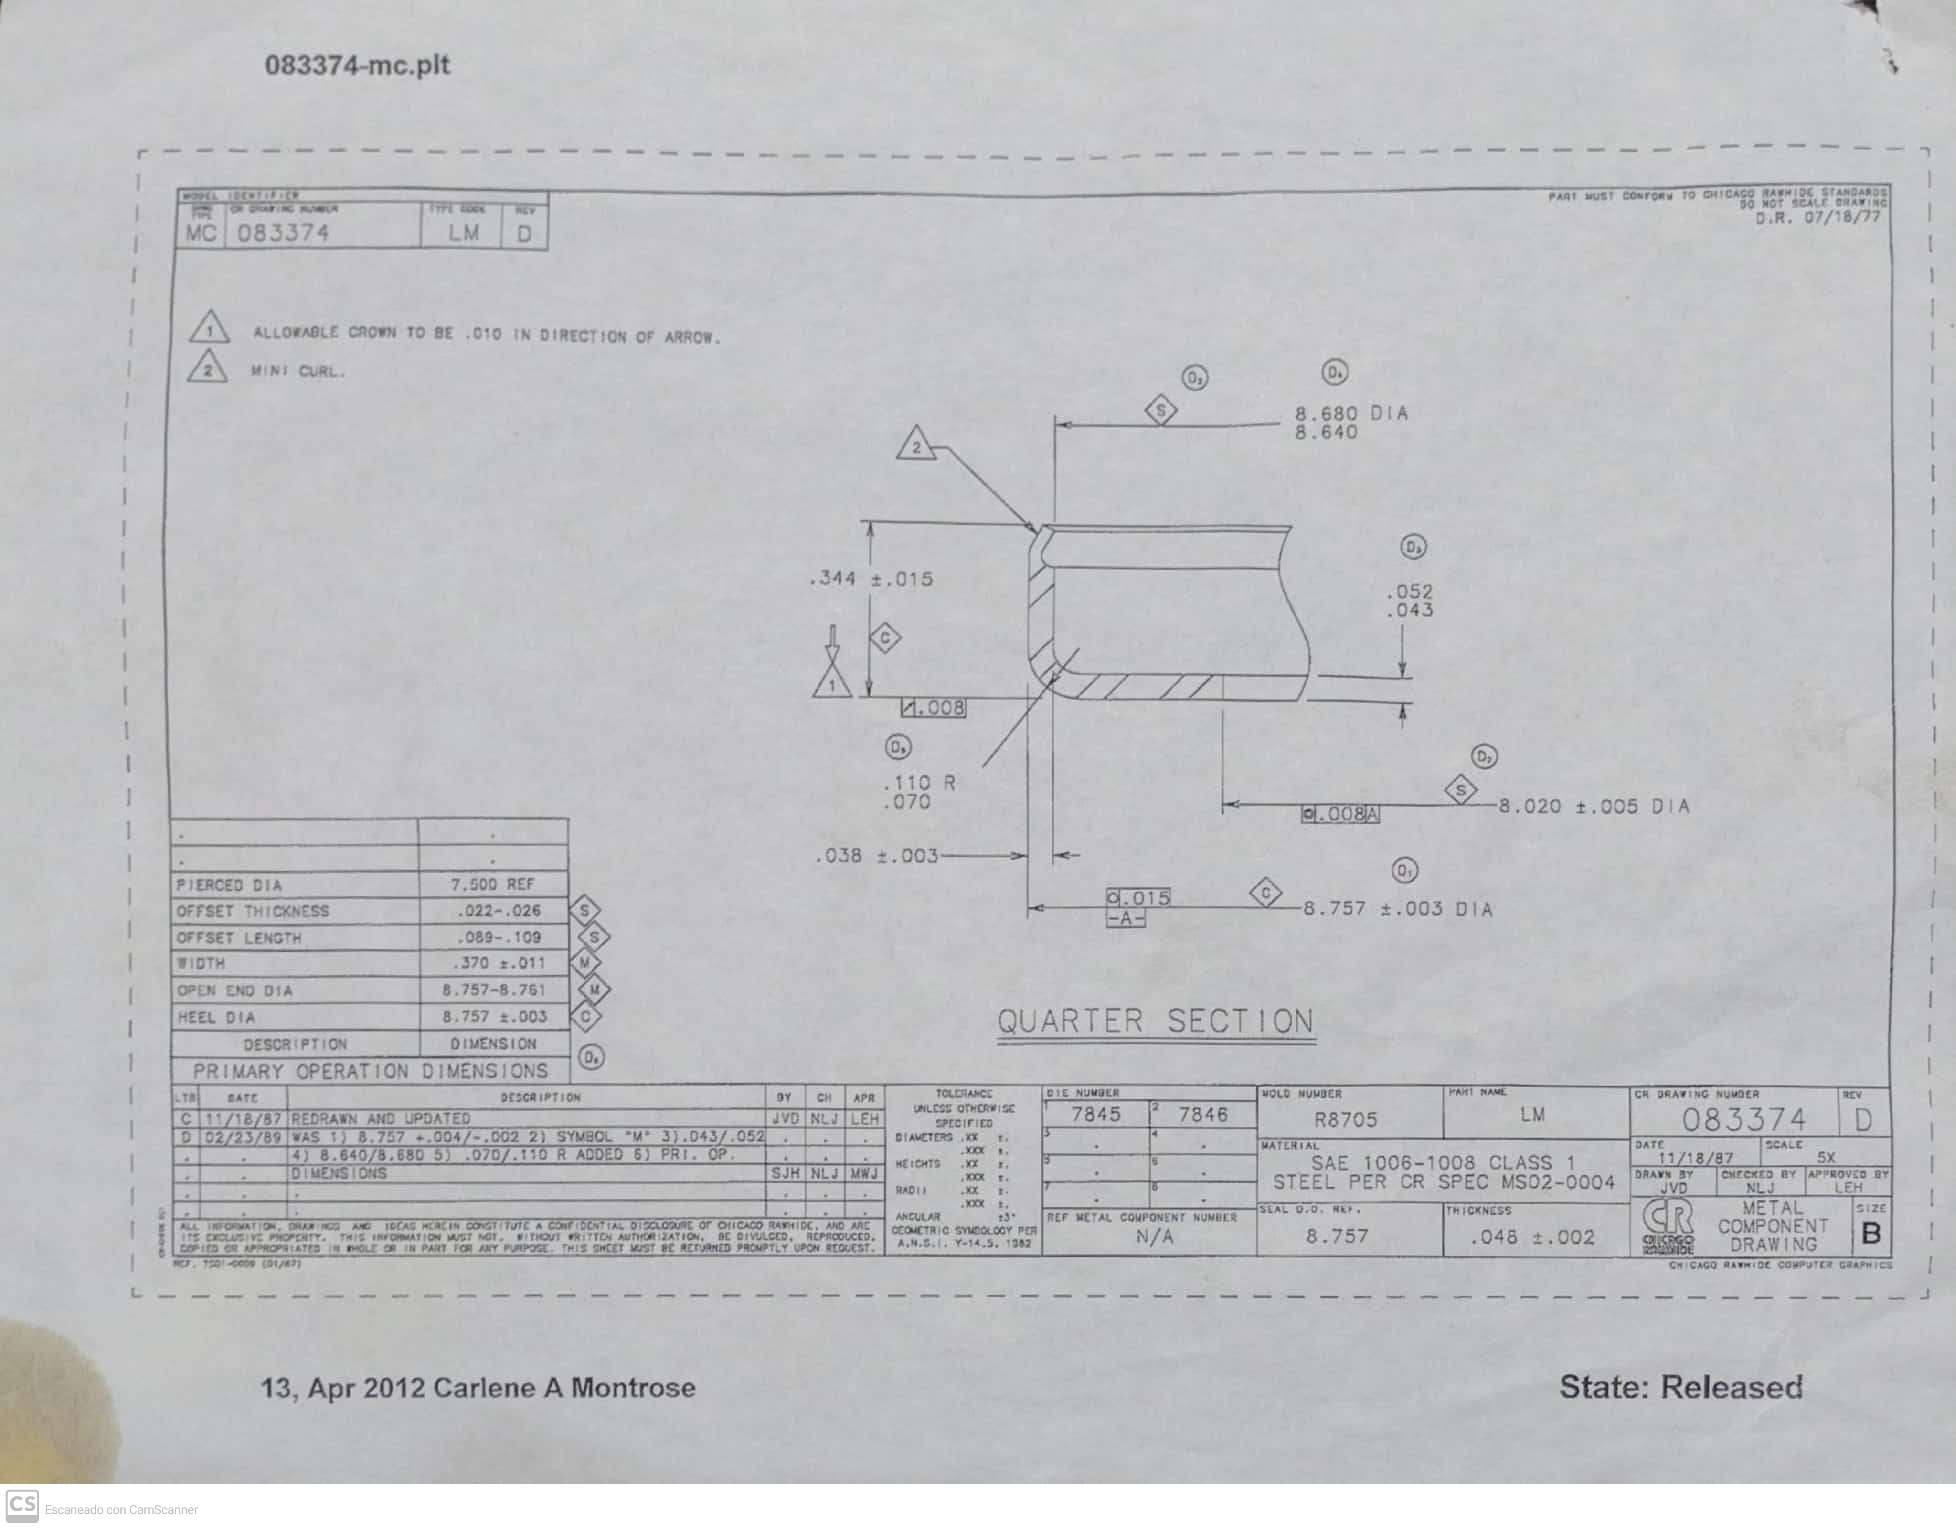 083374-mc.plt
MODEL IDENTIFIER
TYPE CR DRAWING NUMBER TYPE CODE REV
MC 083374 LM D
PART MUST CONFORM TO CHICAGO RAWHIDE STANDARDS
DO NOT SCALE DRAWING
D.R. 07/18/77
1 ALLOWABLE CROWN TO BE .010 IN DIRECTION OF ARROW.
2 MINI CURL.
D₅ D₄
S
8.680 DIA
8.640
2
D₃
.344 ±.015
.052
.043
C
1
.008
D₅
.110 R
.070
D₂
S
.008 A
8.020 ±.005 DIA
.038 ±.003
D₁
.015
-A-
C
8.757 ±.003 DIA
QUARTER SECTION
PIERCED DIA 7.500 REF
OFFSET THICKNESS .022-.026 S
OFFSET LENGTH .089-.109 S
WIDTH .370 ±.011 M
OPEN END DIA 8.757-8.761 M
HEEL DIA 8.757 ±.003 C
DESCRIPTION DIMENSION
PRIMARY OPERATION DIMENSIONS D₆
LTR DATE DESCRIPTION BY CH APR
C 11/18/87 REDRAWN AND UPDATED JVD NLJ LEH
D 02/23/89 WAS 1) 8.757 +.004/-.002 2) SYMBOL "M" 3).043/.052
4) 8.640/8.680 5) .070/.110 R ADDED 6) PRI. OP.
DIMENSIONS SJH NLJ MWJ
ALL INFORMATION, DRAWINGS AND IDEAS HEREIN CONSTITUTE A CONFIDENTIAL DISCLOSURE OF CHICAGO RAWHIDE, AND ARE
ITS EXCLUSIVE PROPERTY. THIS INFORMATION MUST NOT, WITHOUT WRITTEN AUTHORIZATION, BE DIVULGED, REPRODUCED,
COPIED OR APPROPRIATED IN WHOLE OR IN PART FOR ANY PURPOSE. THIS SHEET MUST BE RETURNED PROMPTLY UPON REQUEST.
REF. TS01-0009 (01/87)
TOLERANCE
UNLESS OTHERWISE
SPECIFIED
DIAMETERS .XX ±.
.XXX ±.
HEIGHTS .XX ±.
.XXX ±.
RADII .XX ±.
.XXX ±.
ANGULAR ±3°
GEOMETRIC SYMBOLOGY PER
A.N.S.I. Y-14.5, 1982
DIE NUMBER
1 7845 2 7846
3 4
5 6
7 8
REF METAL COMPONENT NUMBER
N/A
MOLD NUMBER
R8705
PART NAME
LM
MATERIAL
SAE 1006-1008 CLASS 1
STEEL PER CR SPEC MS02-0004
SEAL O.D. REF.
8.757
THICKNESS
.048 ±.002
CR DRAWING NUMBER REV
083374 D
DATE SCALE
11/18/87 5X
DRAWN BY CHECKED BY APPROVED BY
JVD NLJ LEH
CR
CHICAGO
RAWHIDE
METAL
COMPONENT
DRAWING
SIZE
B
CHICAGO RAWHIDE COMPUTER GRAPHICS
13, Apr 2012 Carlene A Montrose
State: Released
CS Escaneado con CamScanner